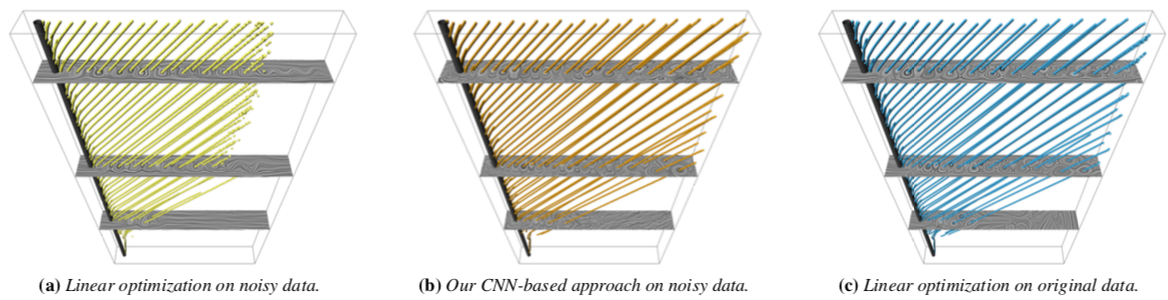 (a) Linear optimization on noisy data.
(b) Our CNN-based approach on noisy data.
(c) Linear optimization on original data.